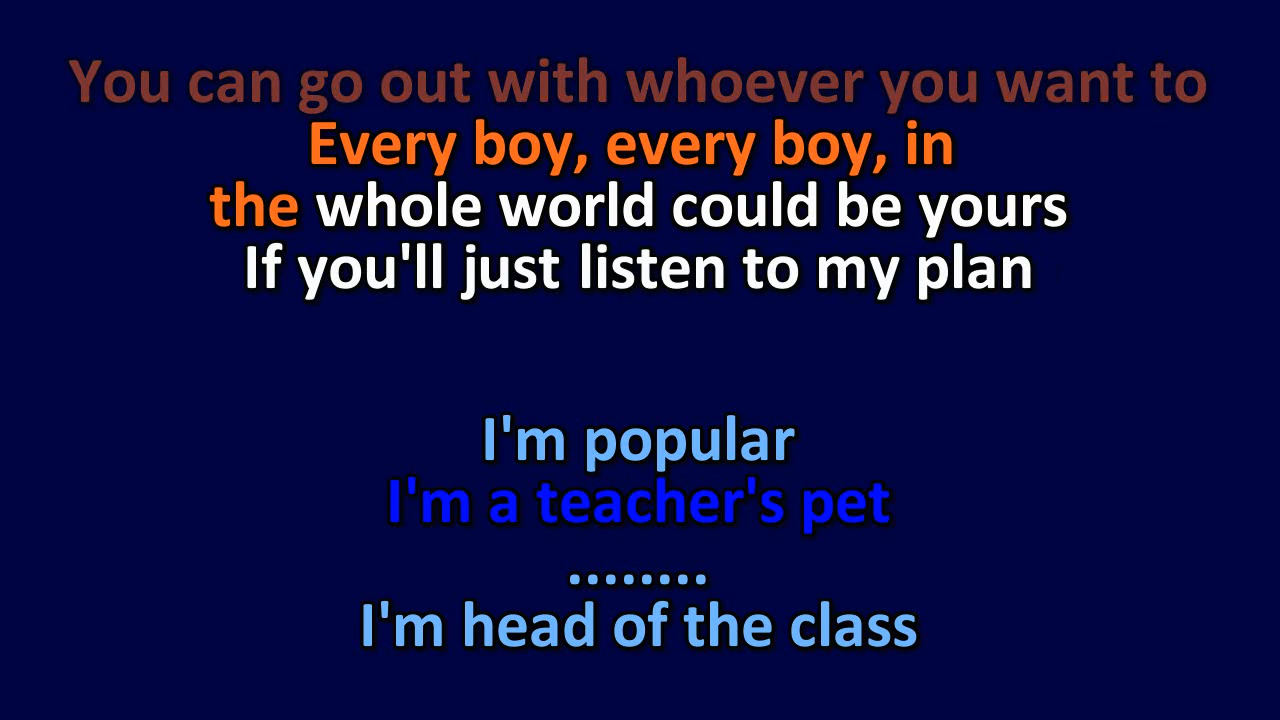 You can go out with whoever you want to
Every boy, every boy, in
the whole world could be yours
If you'll just listen to my plan
I'm popular
I'm a teacher's pet
........
I'm head of the class